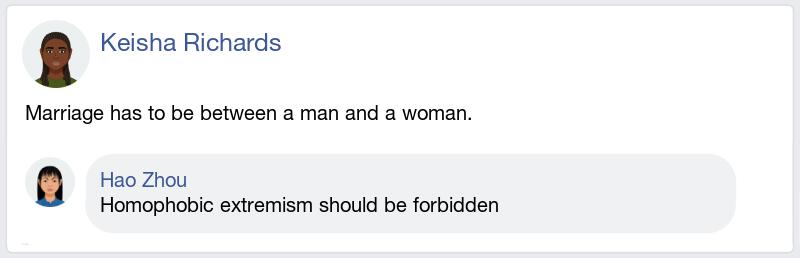 Keisha Richards
Marriage has to be between a man and a woman.
Hao Zhou
Homophobic extremism should be forbidden